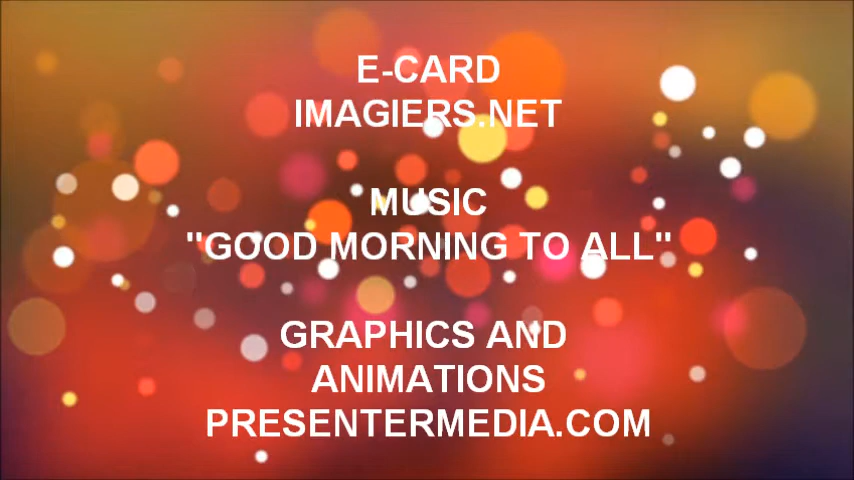 E-CARD
IMAGIERS.NET
MUSIC
"GOOD MORNING TO ALL"
GRAPHICS AND
ANIMATIONS
PRESENTERMEDIA.COM